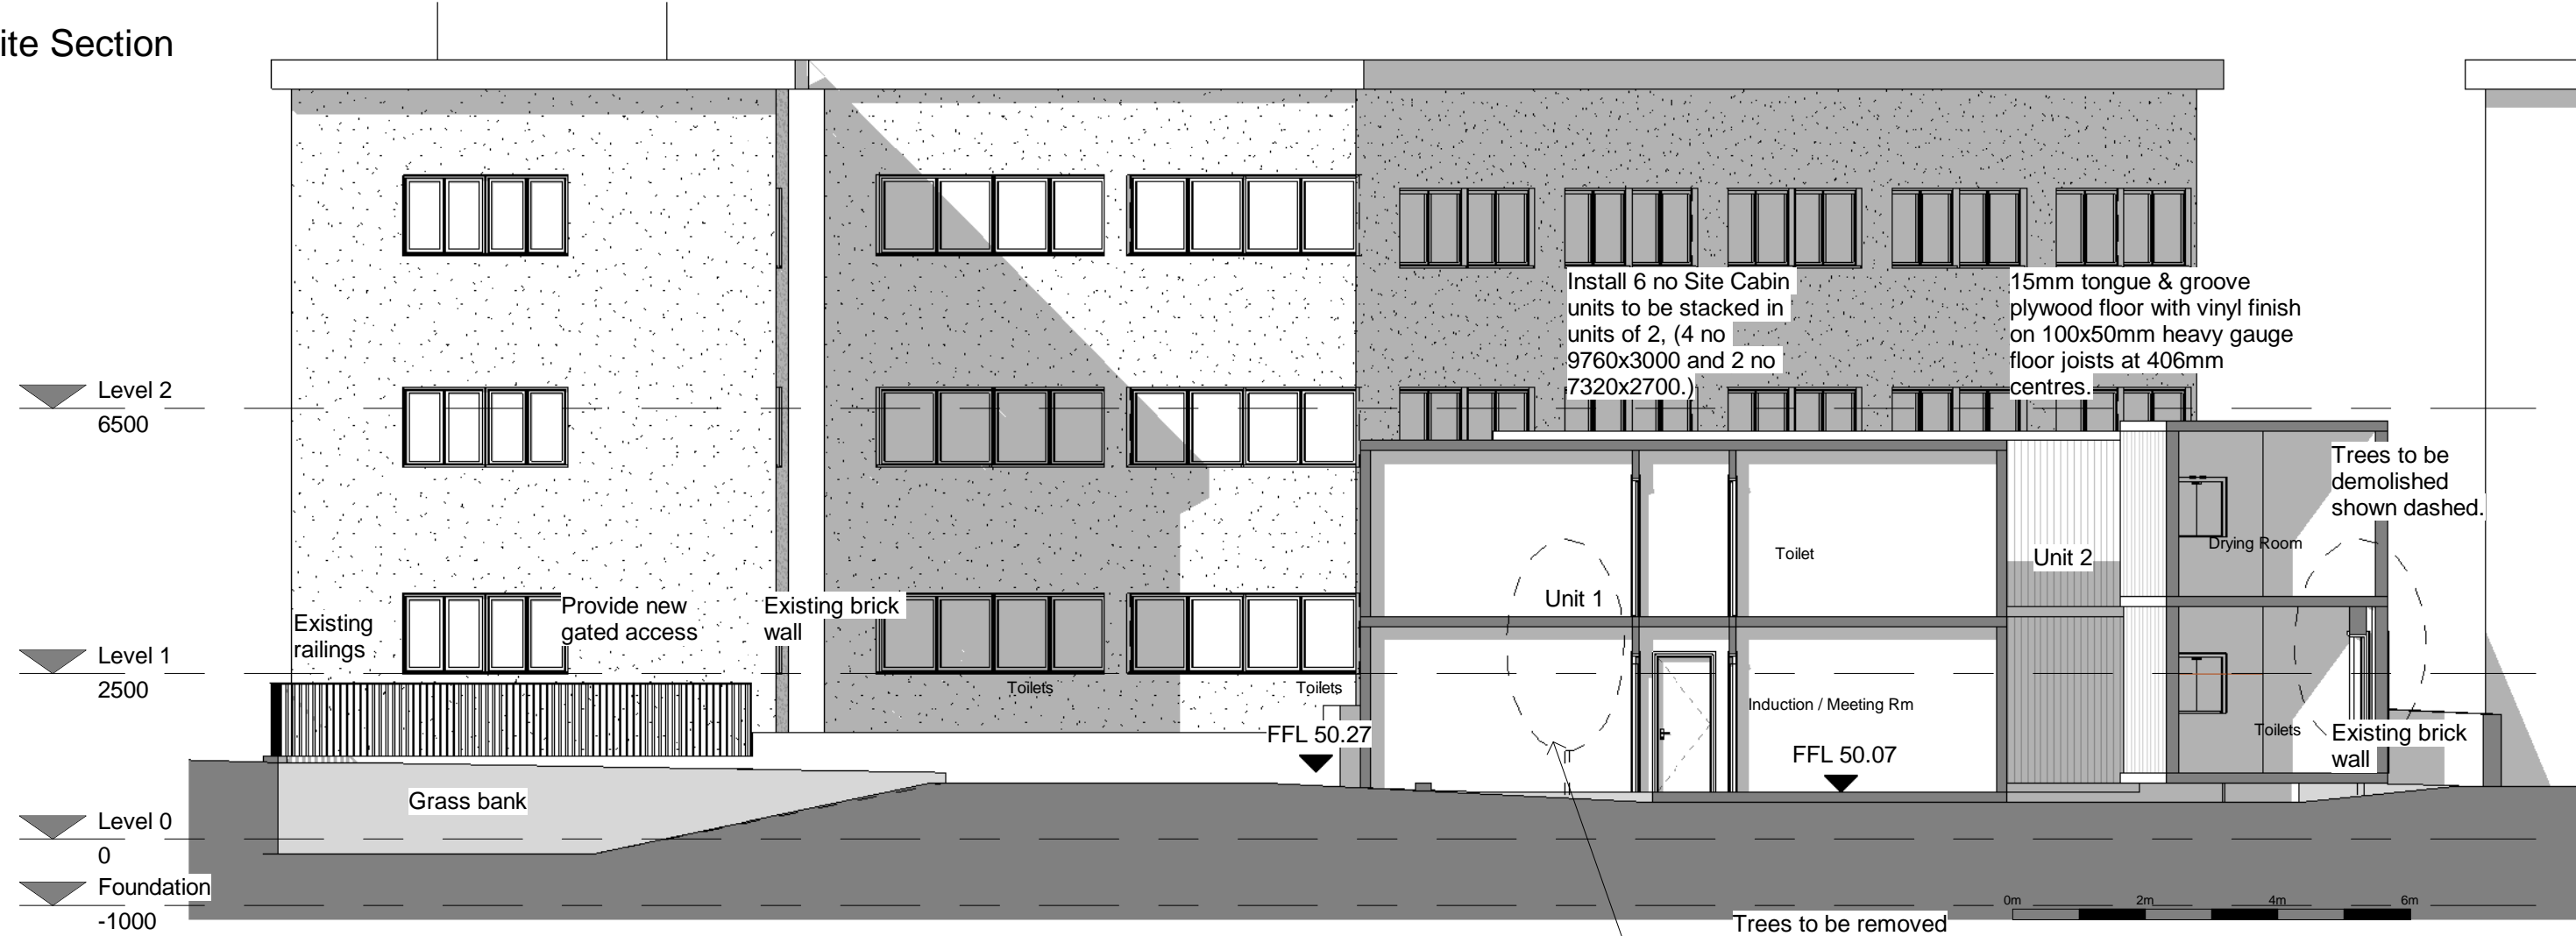 ite Section
Install 6 no Site Cabin
units to be stacked in
units of 2, (4 no
9760x3000 and 2 no
7320x2700.)
15mm tongue & groove
plywood floor with vinyl finish
on 100x50mm heavy gauge
floor joists at 406mm
centres.
Level 2
6500
Trees to be
demolished
shown dashed.
Drying Room
Toilet
Unit 2
Unit 1
Existing
railings
Provide new
gated access
Existing brick
wall
Level 1
2500
Toilets
Toilets
Induction / Meeting Rm
Toilets
Existing brick
wall
FFL 50.27
FFL 50.07
Grass bank
Level 0
0
Foundation
-1000
0m
2m
4m
6m
Trees to be removed